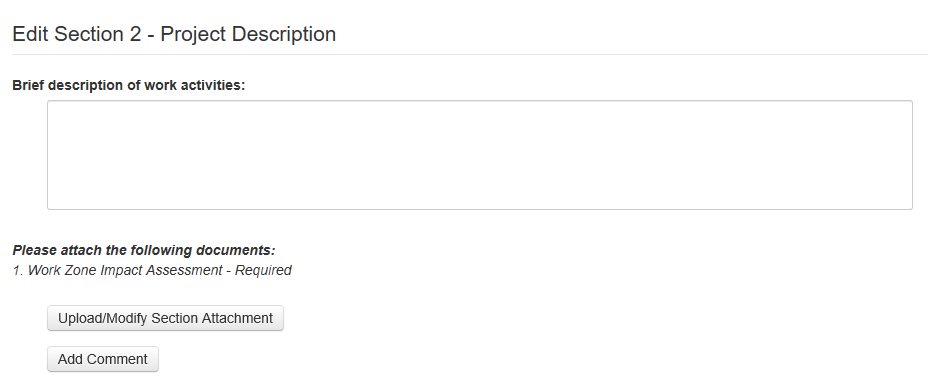 Edit Section 2 - Project Description
Brief description of work activities:
Please attach the following documents:
1. Work Zone Impact Assessment - Required
Upload/Modify Section Attachment
Add Comment